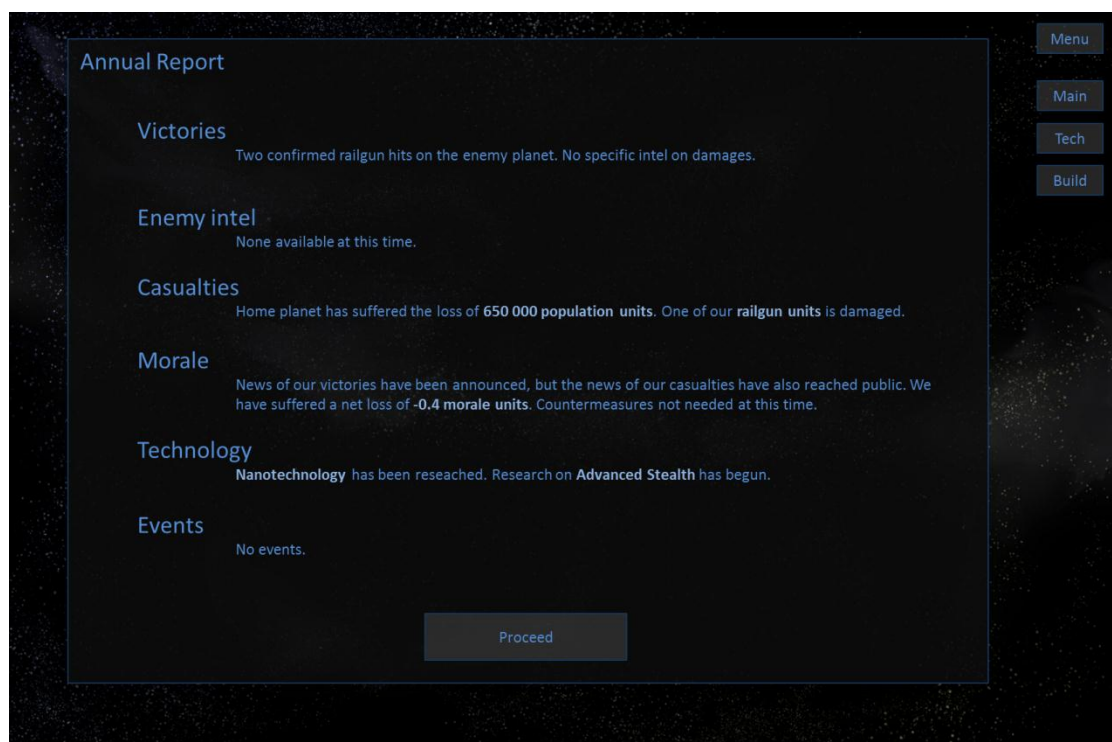 Menu
Annual Report
Main
Victories
Tech
Two confirmed railgun hits on the enemy planet. No specific intel on damages.
Build
Enemy intel
None available at this time.
Casualties
Home planet has suffered the loss of 650 000 population units. One of our railgun units is damaged.
Morale
News of our victories have been announced, but the news of our casualties have also reached public. We
have suffered a net loss of -0.4 morale units. Countermeasures not needed at this time.
Technology
Nanotechnology has been reseached. Research on Advanced Stealth has begun.
Events
No events.
Proceed